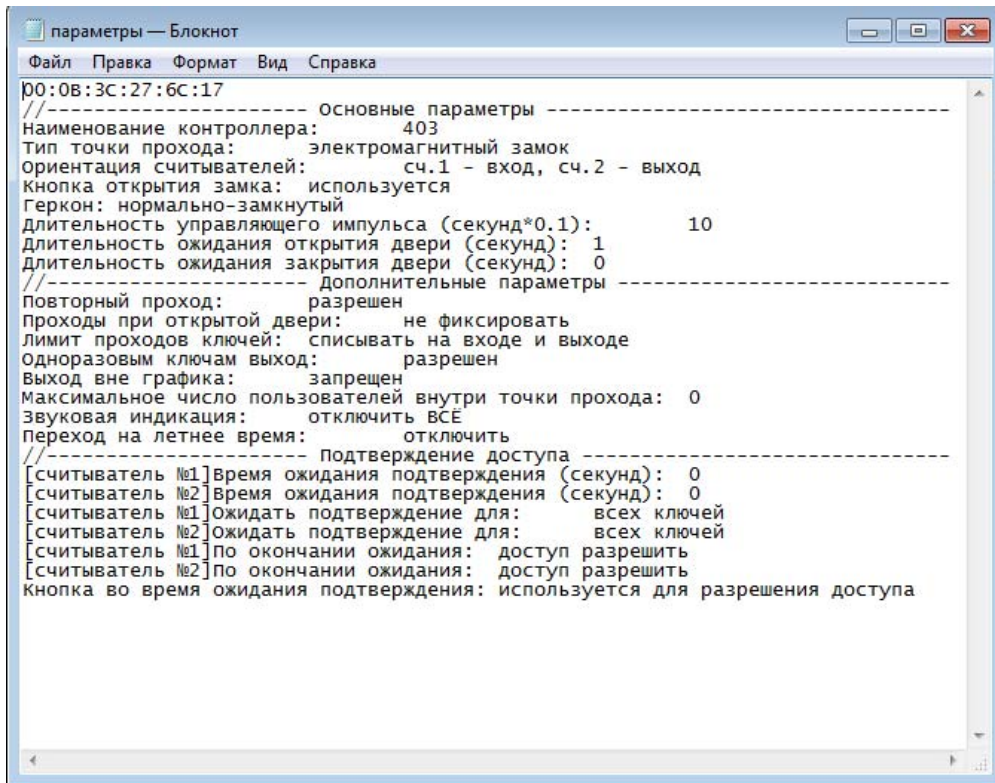 параметры — Блокнот
Файл Правка Формат Вид Справка
00:0B:3C:27:6C:17
//---------------------- Основные параметры ----------------------------------
Наименование контроллера: 403
Тип точки прохода: электромагнитный замок
Ориентация считывателей: сч.1 - вход, сч.2 - выход
Кнопка открытия замка: используется
Геркон: нормально-замкнутый
Длительность управляющего импульса (секунд*0.1): 10
Длительность ожидания открытия двери (секунд): 1
Длительность ожидания закрытия двери (секунд): 0
//---------------------- Дополнительные параметры ----------------------------
Повторный проход: разрешен
Проходы при открытой двери: не фиксировать
Лимит проходов ключей: списывать на входе и выходе
Одноразовым ключам выход: разрешен
Выход вне графика: запрещен
Максимальное число пользователей внутри точки прохода: 0
Звуковая индикация: отключить ВСЁ
Переход на летнее время: отключить
//---------------------- Подтверждение доступа -------------------------------
[считыватель №1]Время ожидания подтверждения (секунд): 0
[считыватель №2]Время ожидания подтверждения (секунд): 0
[считыватель №1]Ожидать подтверждение для: всех ключей
[считыватель №2]Ожидать подтверждение для: всех ключей
[считыватель №1]По окончании ожидания: доступ разрешить
[считыватель №2]По окончании ожидания: доступ разрешить
Кнопка во время ожидания подтверждения: используется для разрешения доступа